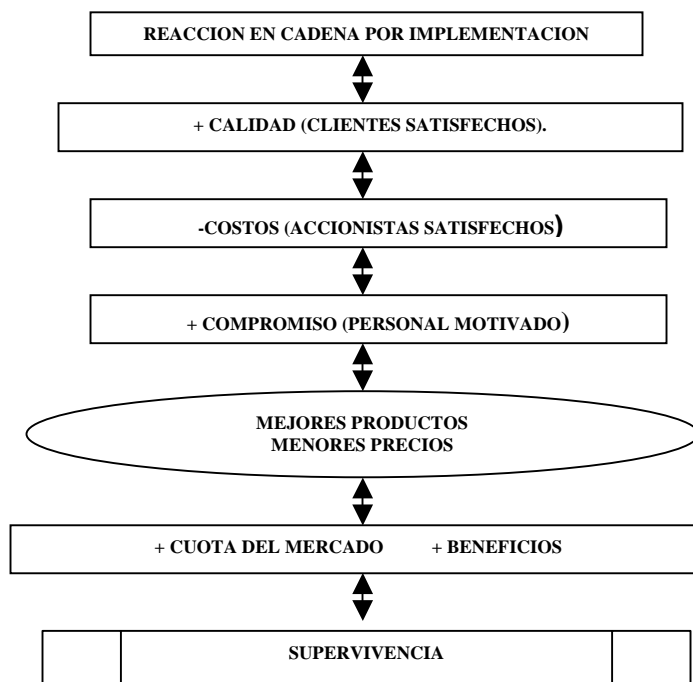 REACCION EN CADENA POR IMPLEMENTACION
+ CALIDAD (CLIENTES SATISFECHOS).
-COSTOS (ACCIONISTAS SATISFECHOS)
+ COMPROMISO (PERSONAL MOTIVADO)
MEJORES PRODUCTOS
MENORES PRECIOS
+ CUOTA DEL MERCADO + BENEFICIOS
SUPERVIVENCIA